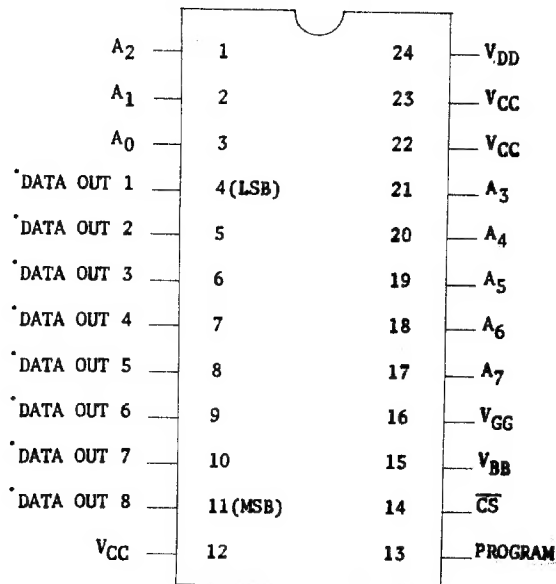 A2 1 24 VDD
A1 2 23 VCC
A0 3 22 VCC
*DATA OUT 1 4(LSB) 21 A3
*DATA OUT 2 5 20 A4
*DATA OUT 3 6 19 A5
*DATA OUT 4 7 18 A6
*DATA OUT 5 8 17 A7
*DATA OUT 6 9 16 VGG
*DATA OUT 7 10 15 VBB
*DATA OUT 8 11(MSB) 14 C̅S̅
VCC 12 13 PROGRAM